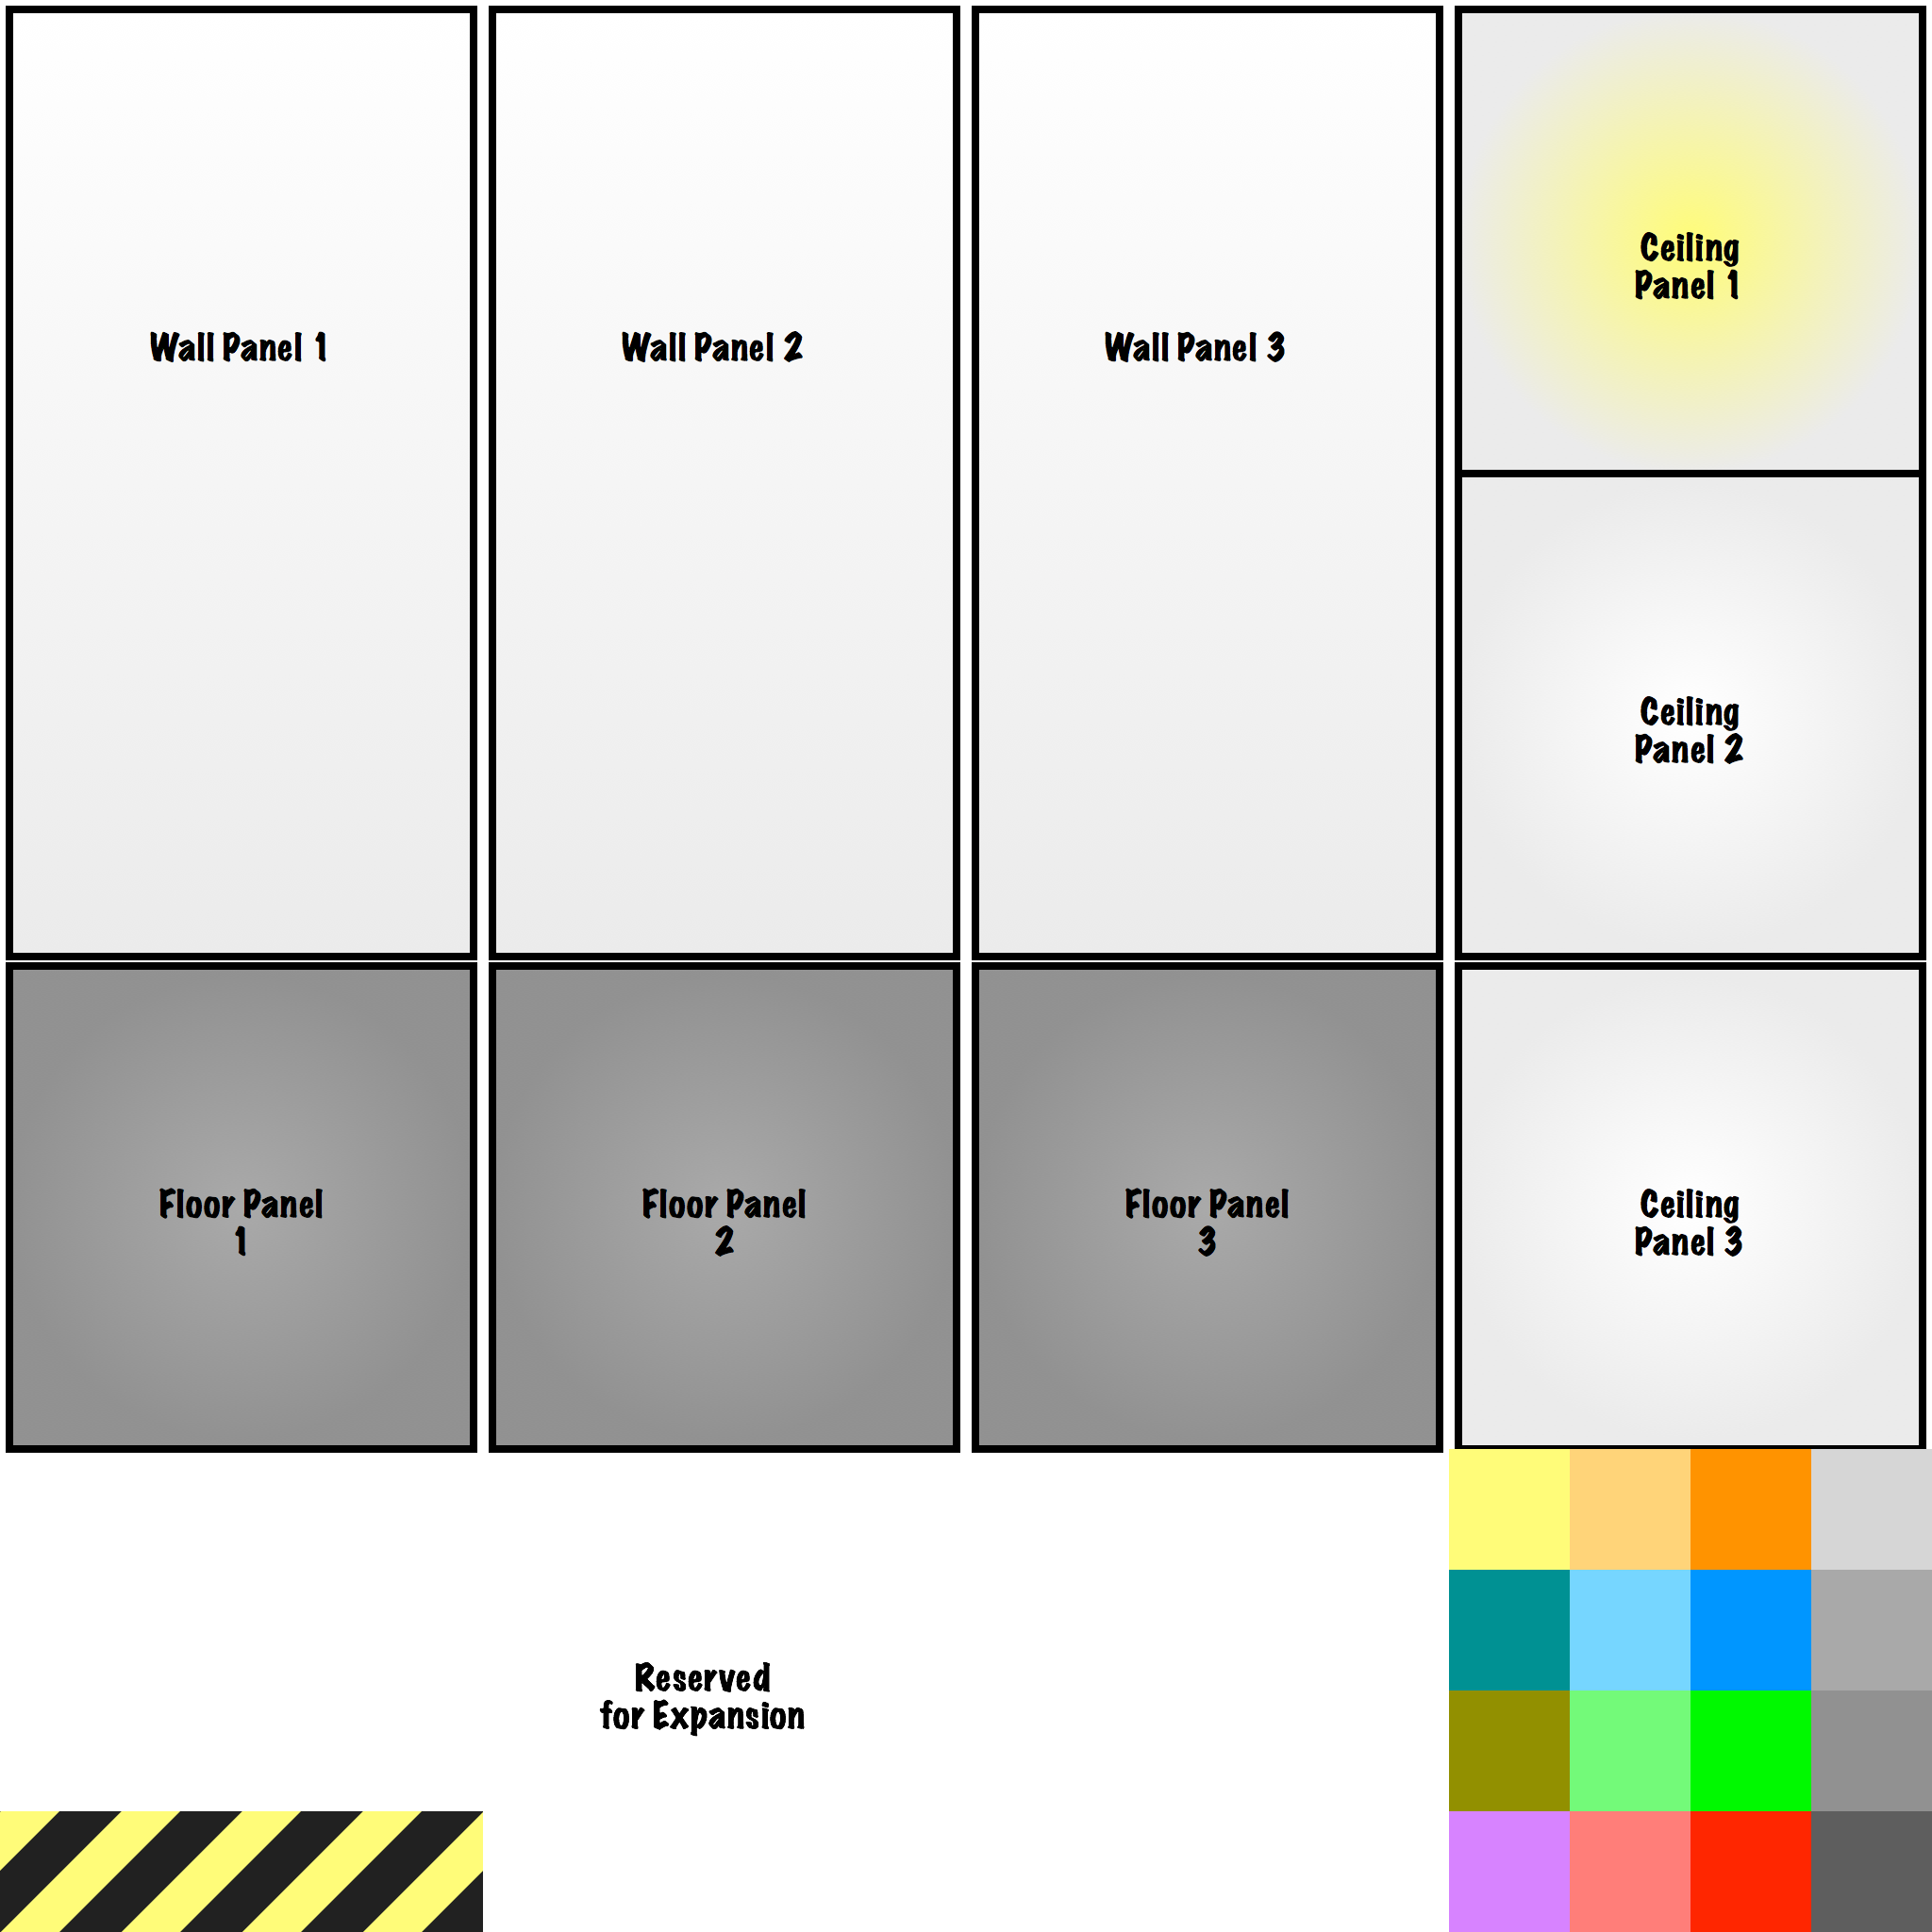 Wall Panel 1
Wall Panel 2
Wall Panel 3
Ceiling
Panel 1
Ceiling
Panel 2
Floor Panel
1
Floor Panel
2
Floor Panel
3
Ceiling
Panel 3
Reserved
for Expansion